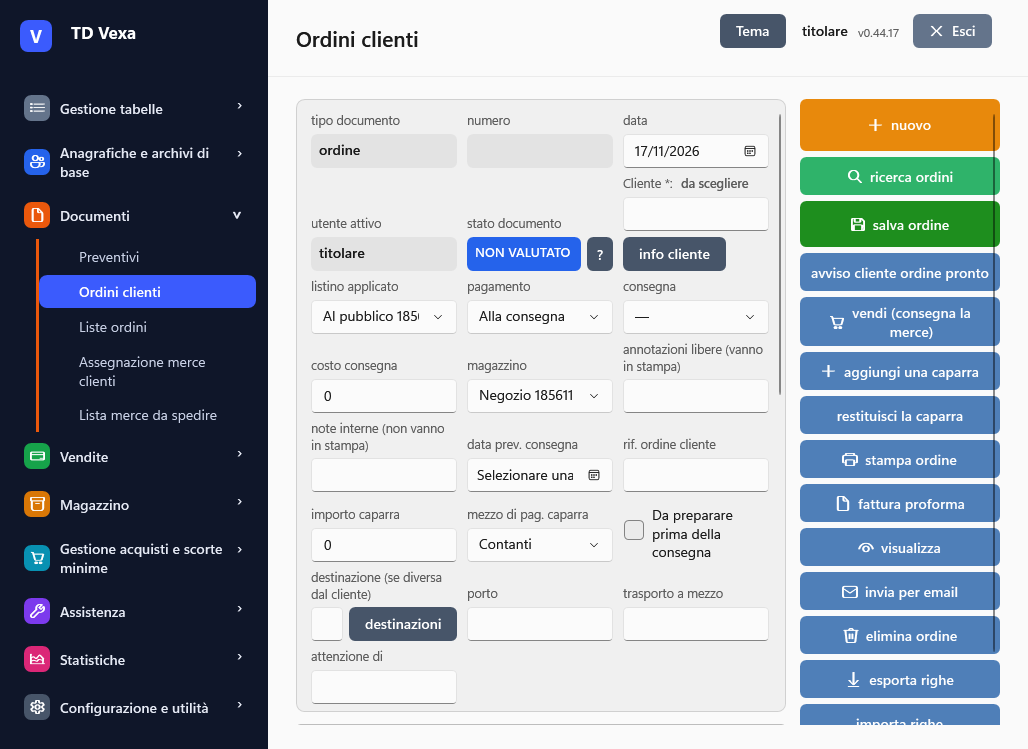 V
TD Vexa
Gestione tabelle
Anagrafiche e archivi di
base
Documenti
Preventivi
Ordini clienti
Liste ordini
Assegnazione merce
clienti
Lista merce da spedire
Vendite
Magazzino
Gestione acquisti e scorte
minime
Assistenza
Statistiche
Configurazione e utilità
Ordini clienti
Tema
titolare
v0.44.17
Esci
tipo documento
ordine
numero
data
17/11/2026
Cliente *: da scegliere
utente attivo
titolare
stato documento
NON VALUTATO
?
info cliente
listino applicato
Al pubblico 185
pagamento
Alla consegna
consegna
—
costo consegna
0
magazzino
Negozio 185611
annotazioni libere (vanno
in stampa)
note interne (non vanno
in stampa)
data prev. consegna
Selezionare una
rif. ordine cliente
importo caparra
0
mezzo di pag. caparra
Contanti
Da preparare
prima della
consegna
destinazione (se diversa
dal cliente)
destinazioni
porto
trasporto a mezzo
attenzione di
nuovo
ricerca ordini
salva ordine
avviso cliente ordine pronto
vendi (consegna la
merce)
aggiungi una caparra
restituisci la caparra
stampa ordine
fattura proforma
visualizza
invia per email
elimina ordine
esporta righe
importa righe